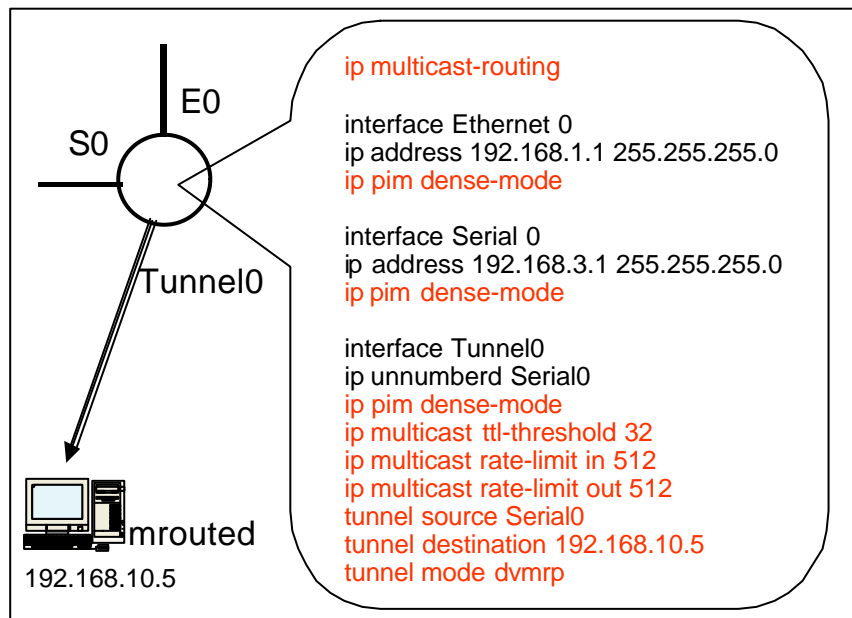 E0
S0
Tunnel0
mrouted
192.168.10.5
ip multicast-routing
interface Ethernet 0
ip address 192.168.1.1 255.255.255.0
ip pim dense-mode
interface Serial 0
ip address 192.168.3.1 255.255.255.0
ip pim dense-mode
interface Tunnel0
ip unnumberd Serial0
ip pim dense-mode
ip multicast ttl-threshold 32
ip multicast rate-limit in 512
ip multicast rate-limit out 512
tunnel source Serial0
tunnel destination 192.168.10.5
tunnel mode dvmrp